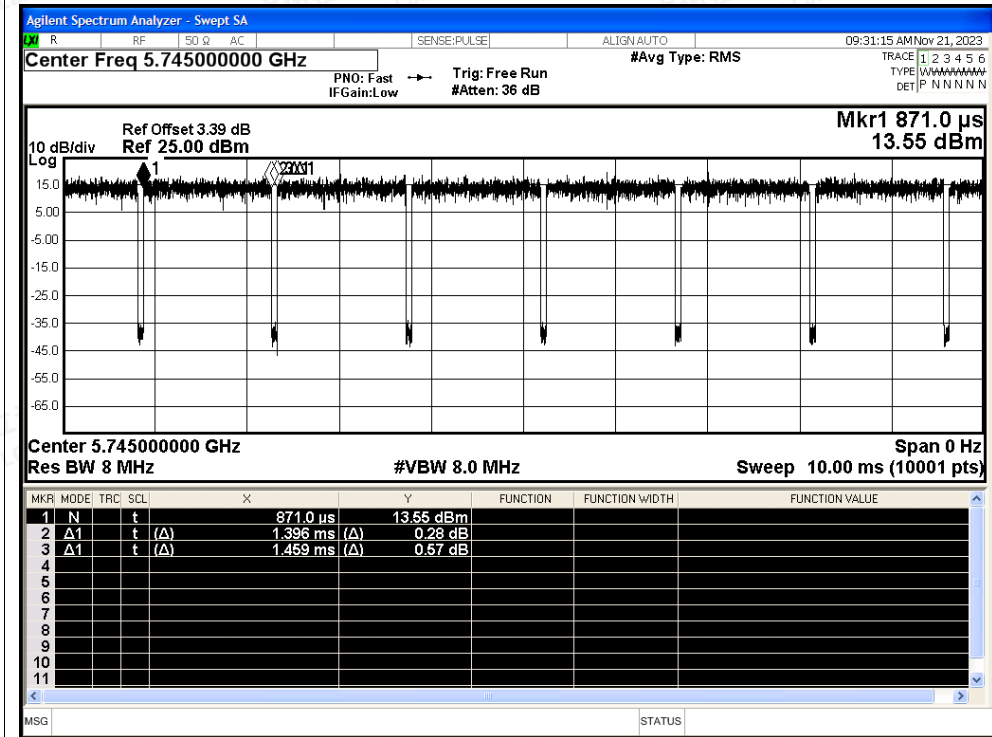 Agilent Spectrum Analyzer - Swept SA
LXI R RF 50 Ω AC SENSE:PULSE ALIGN AUTO 09:31:15 AM Nov 21, 2023
Center Freq 5.745000000 GHz #Avg Type: RMS TRACE 1 2 3 4 5 6
PNO: Fast Trig: Free Run TYPE WWWWWW
IFGain:Low #Atten: 36 dB DET P N N N N N
Mkr1 871.0 µs
Ref Offset 3.39 dB
10 dB/div Ref 25.00 dBm 13.55 dBm
Log
1
15.0
5.00
-5.00
-15.0
-25.0
-35.0
-45.0
-55.0
-65.0
Center 5.745000000 GHz Span 0 Hz
Res BW 8 MHz #VBW 8.0 MHz Sweep 10.00 ms (10001 pts)
MKR MODE TRC SCL X Y FUNCTION FUNCTION WIDTH FUNCTION VALUE
1 N t 871.0 µs 13.55 dBm
2 Δ1 t (Δ) 1.396 ms (Δ) 0.28 dB
3 Δ1 t (Δ) 1.459 ms (Δ) 0.57 dB
4
5
6
7
8
9
10
11
MSG STATUS